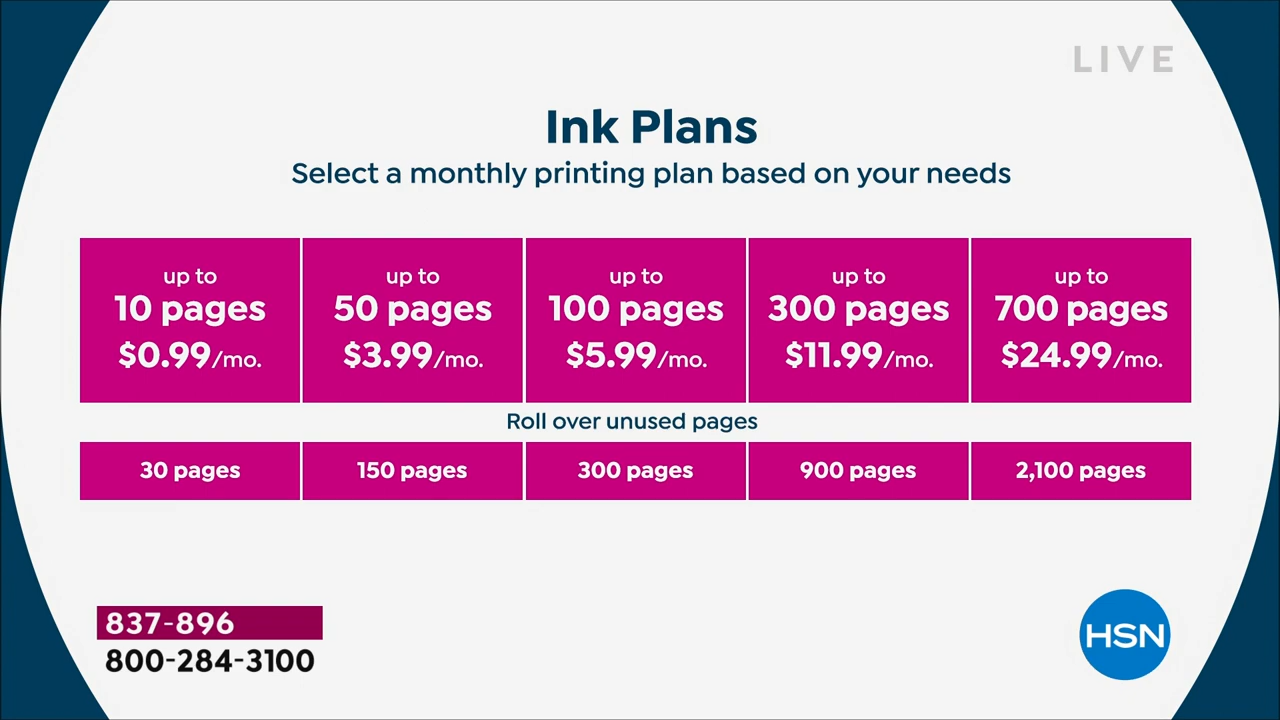 LIVE
Ink Plans
Select a monthly printing plan based on your needs
up to
10 pages
$0.99/mo.
up to
50 pages
$3.99/mo.
up to
100 pages
$5.99/mo.
up to
300 pages
$11.99/mo.
up to
700 pages
$24.99/mo.
Roll over unused pages
30 pages
150 pages
300 pages
900 pages
2,100 pages
837-896
800-284-3100
HSN